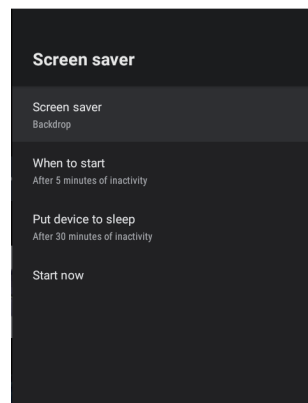 Screen saver
Screen saver
Backdrop
When to start
After 5 minutes of inactivity
Put device to sleep
After 30 minutes of inactivity
Start now